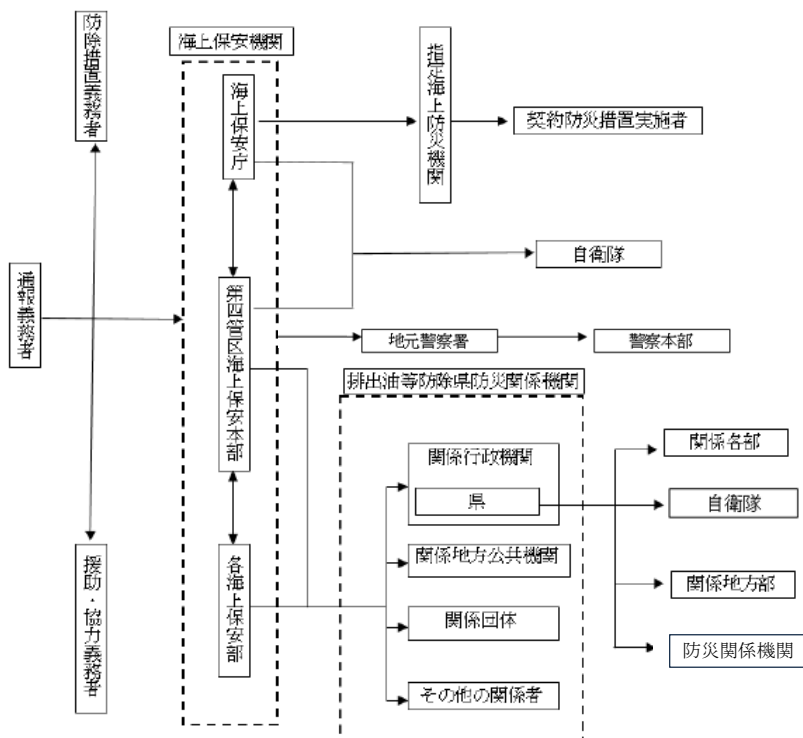 防除措置義務者
海上保安機関
海上保安庁
指定海上防災機関
契約防災措置実施者
自衛隊
通報義務者
第四管区海上保安本部
地元警察署
警察本部
排出油等防除県防災関係機関
関係行政機関
県
関係各部
自衛隊
関係地方公共機関
関係地方部
援助・協力義務者
各海上保安部
関係団体
防災関係機関
その他の関係者